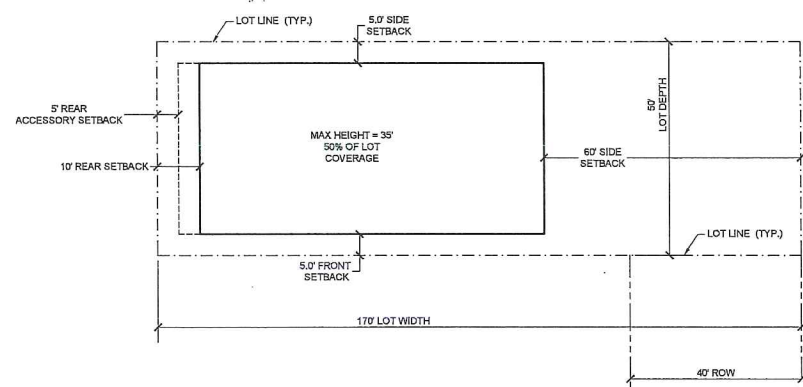 LOT LINE (TYP.)
5.0' SIDE
SETBACK
5' REAR
ACCESSORY SETBACK
50'
LOT DEPTH
MAX HEIGHT = 35'
50% OF LOT
COVERAGE
10' REAR SETBACK
60' SIDE
SETBACK
LOT LINE (TYP.)
5.0' FRONT
SETBACK
170' LOT WIDTH
40' ROW